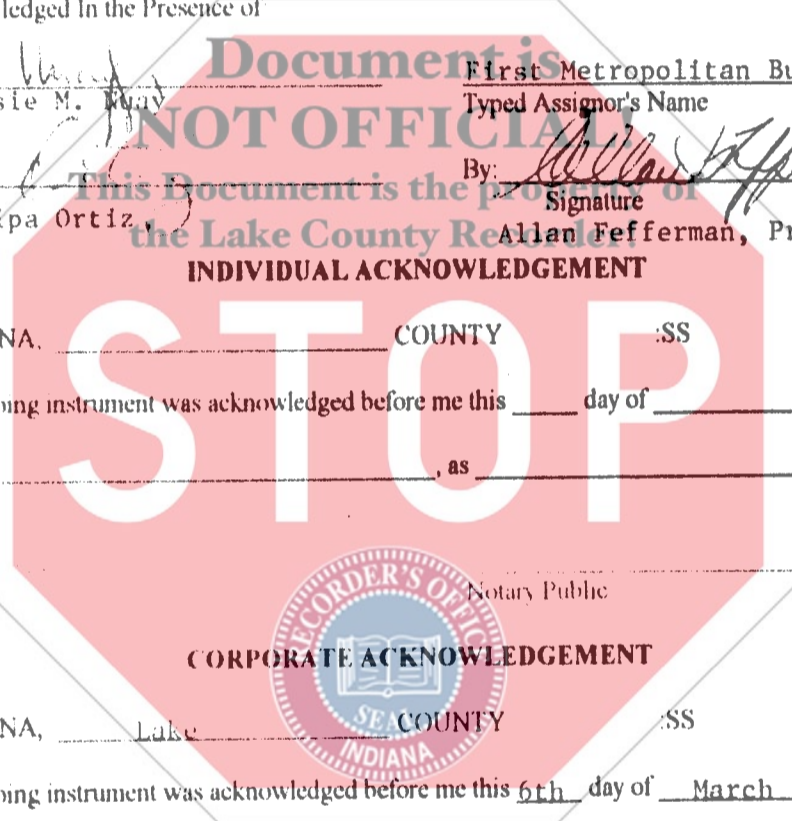 ledged In the Presence of
Document is
First Metropolitan Bu
sie M.
Typed Assignor's Name
NOT OFFICIAL!
By:
This Document is the property of
Signature
ipa Ortiz,
the Lake County Recorder!
Allan Fefferman, Pr
INDIVIDUAL ACKNOWLEDGEMENT
NA, COUNTY :SS
oing instrument was acknowledged before me this day of
, as
STOP
Notary Public
RECORDER'S OFFIC
CORPORATE ACKNOWLEDGEMENT
SEAL
INDIANA
NA, Lake COUNTY :SS
oing instrument was acknowledged before me this 6th day of March